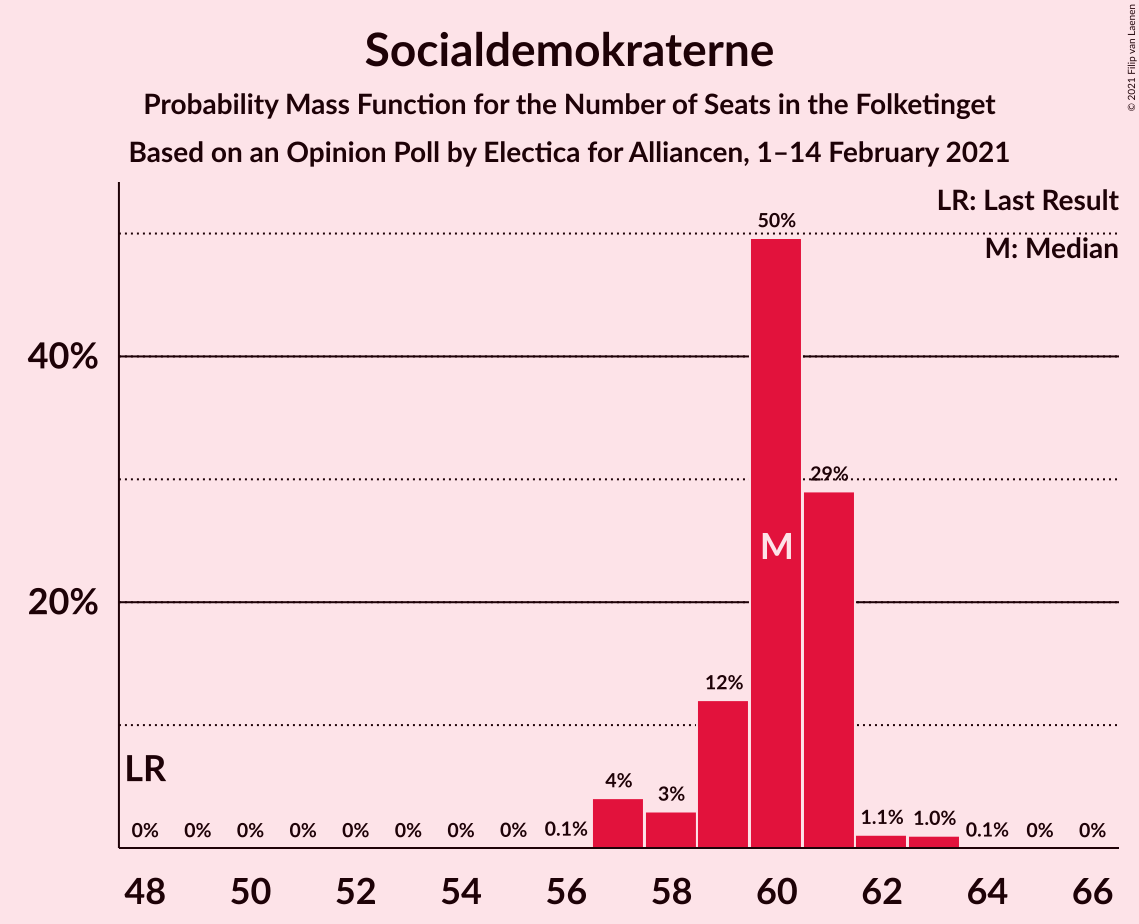 Socialdemokraterne
Probability Mass Function for the Number of Seats in the Folketinget
Based on an Opinion Poll by Electica for Alliancen, 1–14 February 2021
© 2021 Filip van Laenen
LR: Last Result
M: Median
50%
40%
29%
M
20%
12%
LR
4%
3%
0% 0% 0% 0% 0% 0% 0% 0% 0.1% 1.1% 1.0% 0.1% 0% 0%
48 50 52 54 56 58 60 62 64 66